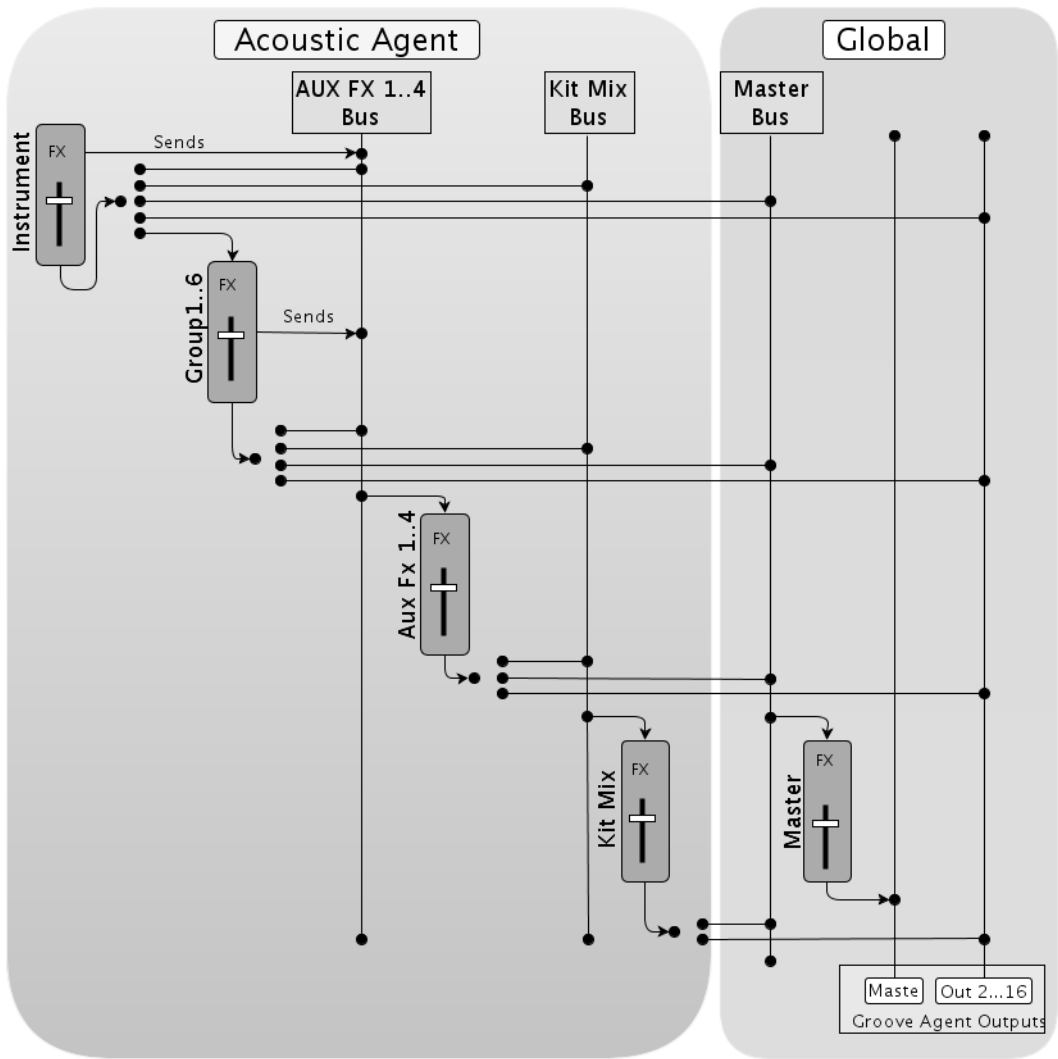 Acoustic Agent
Global
AUX FX 1..4
Bus
Kit Mix
Bus
Master
Bus
Instrument
FX
Sends
Group1..6
FX
Sends
Aux Fx 1..4
FX
Kit Mix
FX
Master
FX
Maste
Out 2...16
Groove Agent Outputs